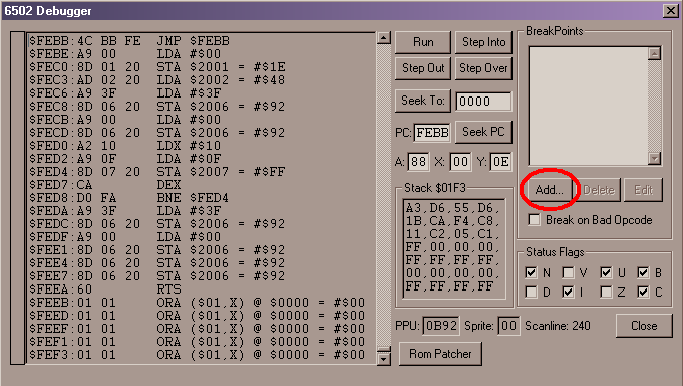 6502 Debugger
$FEBB:4C BB FE JMP $FEBB
$FEBE:A9 00 LDA #$00
$FEC0:8D 01 20 STA $2001 = #$1E
$FEC3:AD 02 20 LDA $2002 = #$48
$FEC6:A9 3F LDA #$3F
$FEC8:8D 06 20 STA $2006 = #$92
$FECB:A9 00 LDA #$00
$FECD:8D 06 20 STA $2006 = #$92
$FED0:A2 10 LDX #$10
$FED2:A9 0F LDA #$0F
$FED4:8D 07 20 STA $2007 = #$FF
$FED7:CA DEX
$FED8:D0 FA BNE $FED4
$FEDA:A9 3F LDA #$3F
$FEDC:8D 06 20 STA $2006 = #$92
$FEDF:A9 00 LDA #$00
$FEE1:8D 06 20 STA $2006 = #$92
$FEE4:8D 06 20 STA $2006 = #$92
$FEE7:8D 06 20 STA $2006 = #$92
$FEEA:60 RTS
$FEEB:01 01 ORA ($01,X) @ $0000 = #$00
$FEED:01 01 ORA ($01,X) @ $0000 = #$00
$FEEF:01 01 ORA ($01,X) @ $0000 = #$00
$FEF1:01 01 ORA ($01,X) @ $0000 = #$00
$FEF3:01 01 ORA ($01,X) @ $0000 = #$00
Run Step Into
Step Out Step Over
Seek To: 0000
PC: FEBB Seek PC
A: 88 X: 00 Y: 0E
Stack $01F3
A3,D6,55,D6,
1B,CA,F4,C8,
11,C2,05,C1,
FF,00,00,00,
FF,FF,00,00,
00,00,00,00,
FF,FF,FF,FF
BreakPoints
Add... Delete Edit
Break on Bad Opcode
Status Flags
N V U B
D I Z C
PPU: 0B92 Sprite: 00 Scanline: 240 Close
Rom Patcher